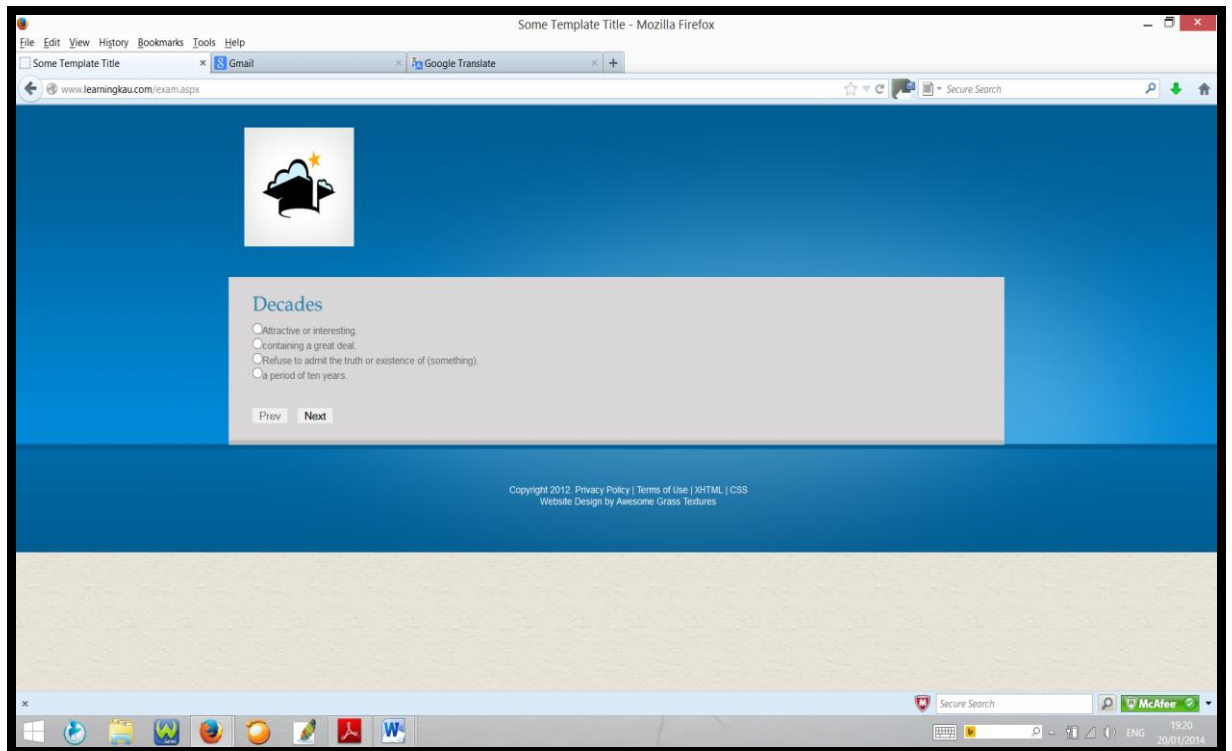 Some Template Title - Mozilla Firefox
File Edit View History Bookmarks Tools Help
Some Template Title × Gmail × Google Translate × +
www.learningkau.com/exam.aspx Secure Search
Decades
Attractive or interesting.
containing a great deal.
Refuse to admit the truth or existence of (something).
a period of ten years.
Prev Next
Copyright 2012. Privacy Policy | Terms of Use | XHTML | CSS
Website Design by Awesome Grass Textures
× Secure Search McAfee
ENG 19:20
20/01/2014